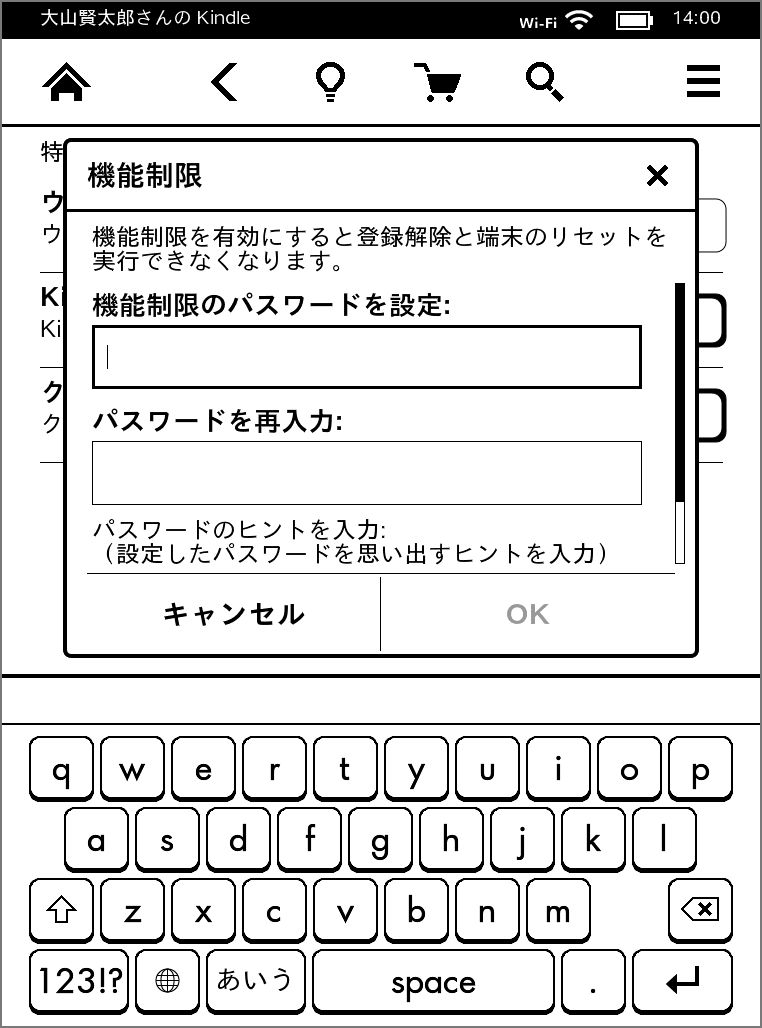 大山賢太郎さんの Kindle Wi-Fi 14:00
特
機能制限
ウ
ウ
機能制限を有効にすると登録解除と端末のリセットを
実行できなくなります。
Ki
機能制限のパスワードを設定:
Ki
ク
パスワードを再入力:
ク
パスワードのヒントを入力:
（設定したパスワードを思い出すヒントを入力）
キャンセル OK
q w e r t y u i o p
a s d f g h j k l
z x c v b n m
123!? あいう space .